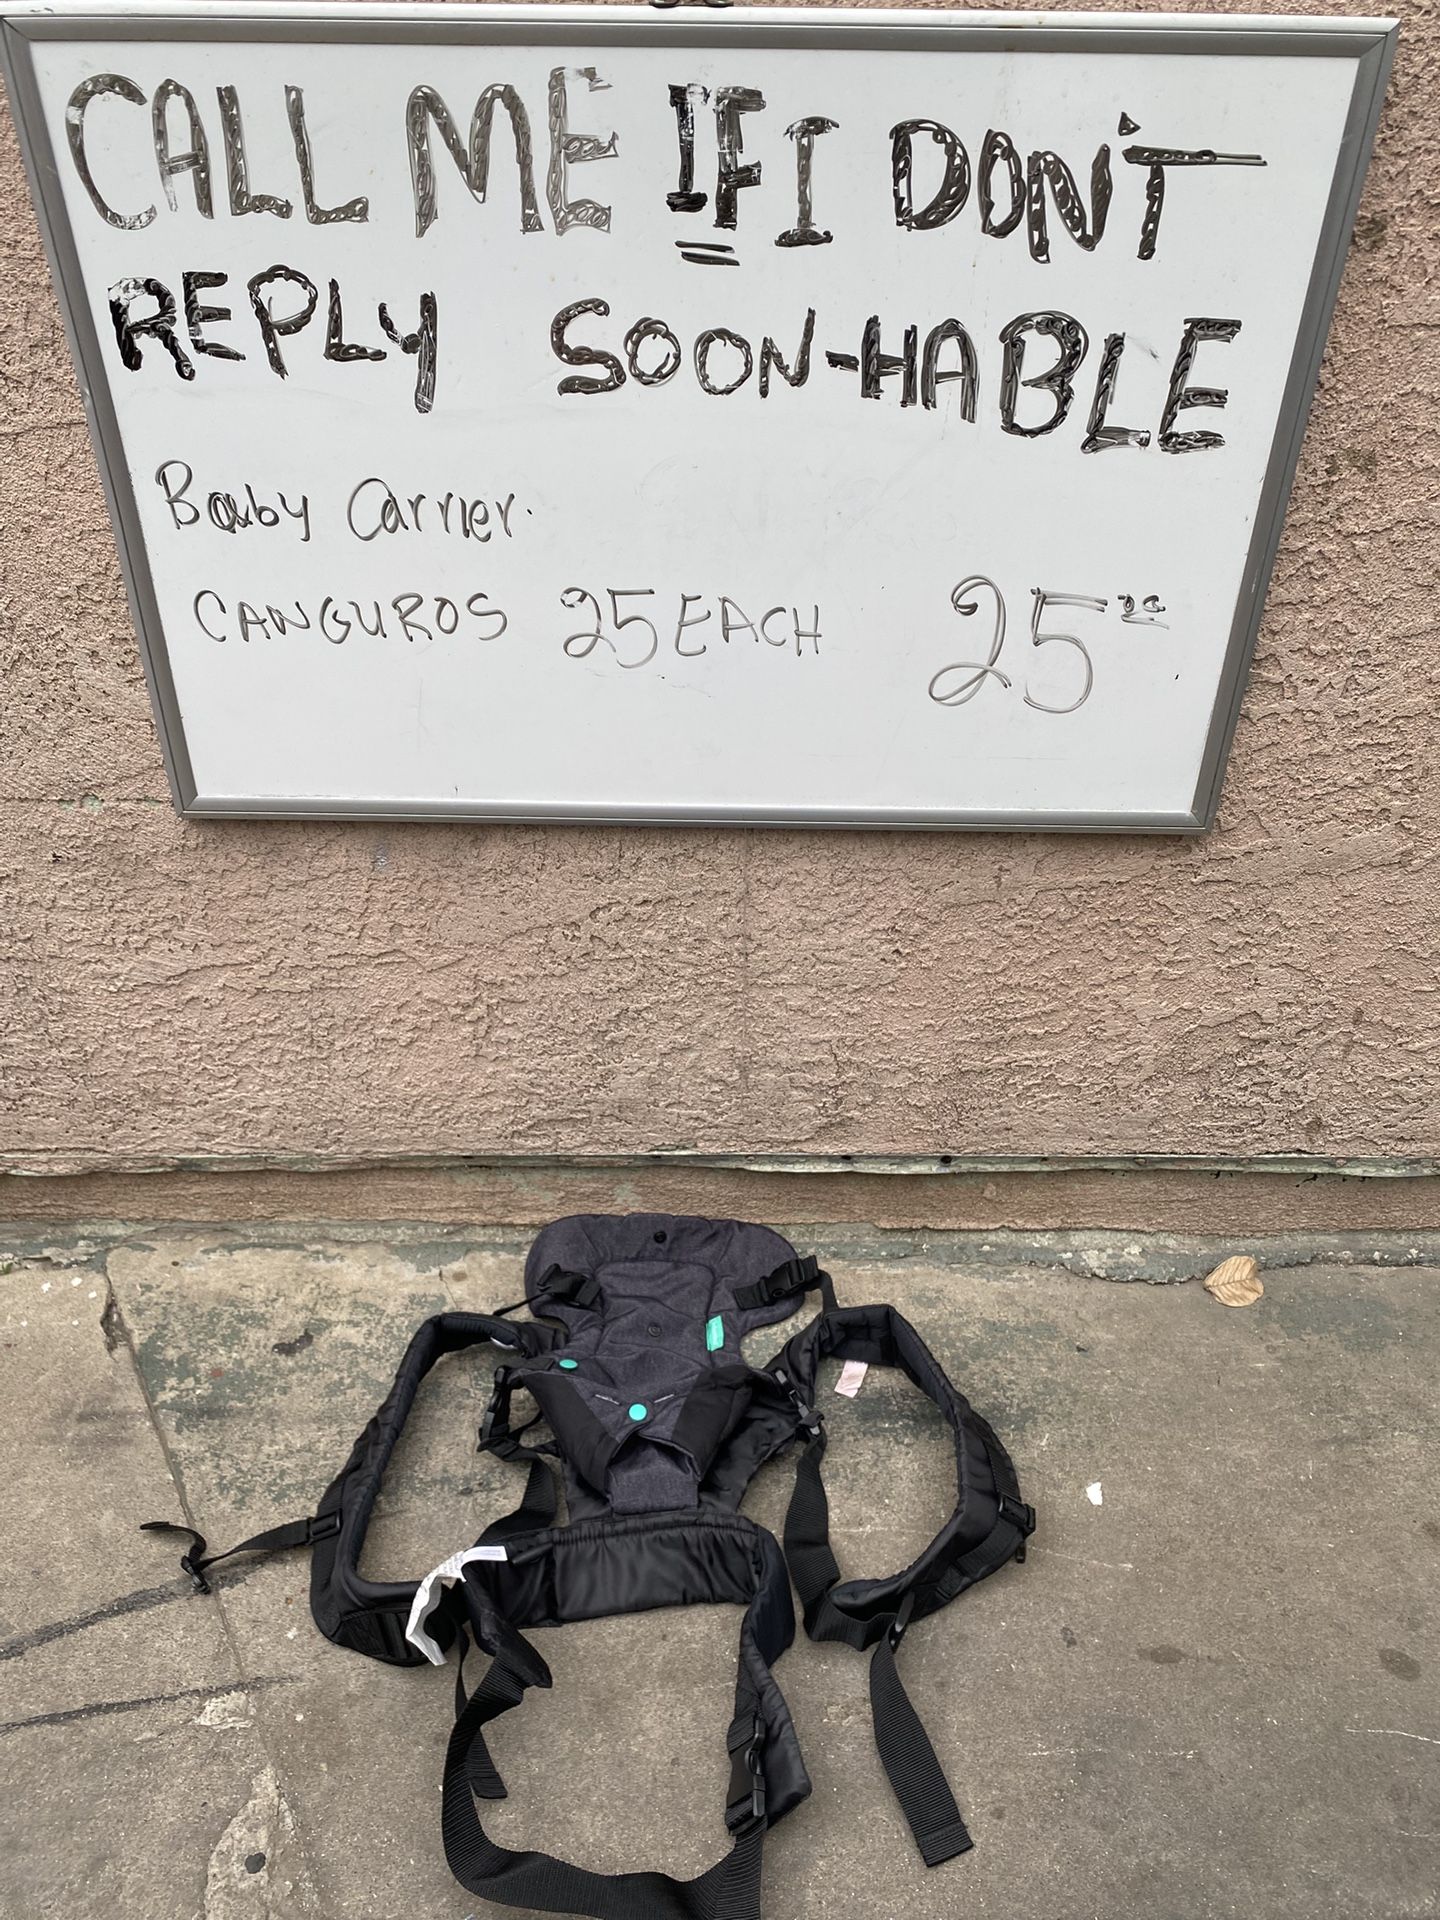 CALL ME IF I DON'T
REPLY SOON-HABLE
Baby Carrier.
CANGUROS 25 EACH 25